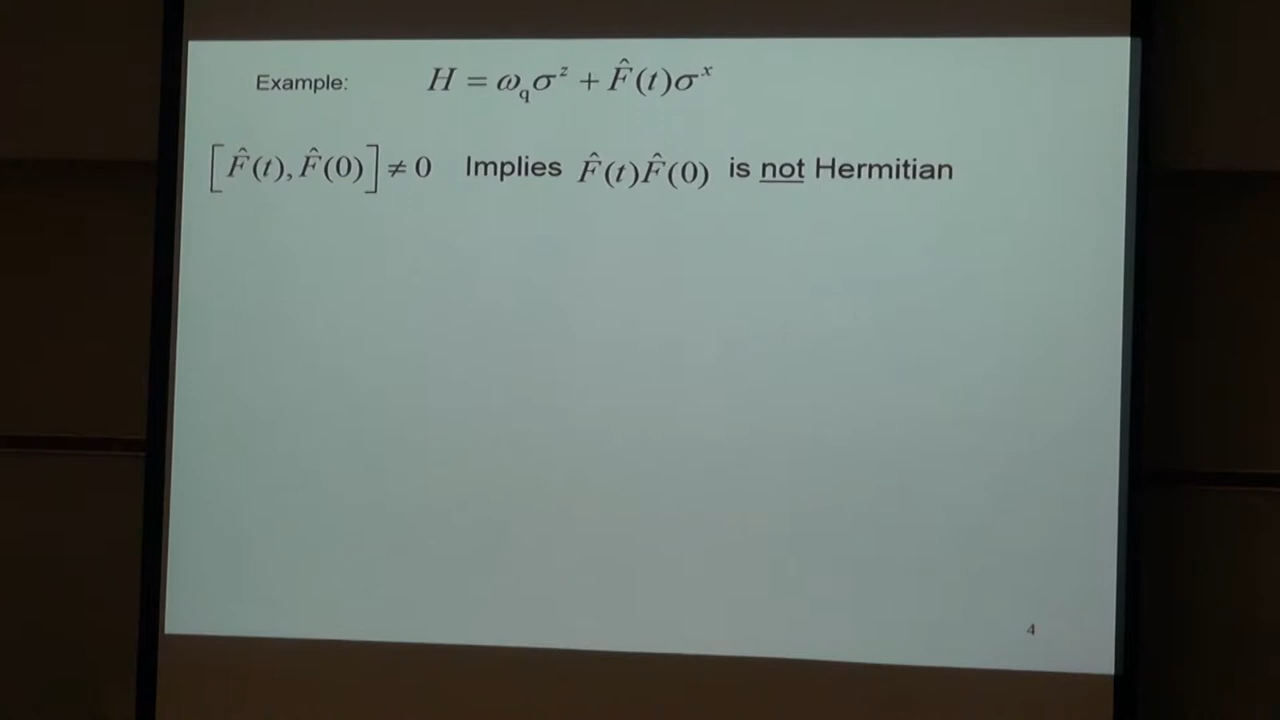 Example: H = ω_q σ^z + F̂(t)σ^x
[F̂(t), F̂(0)] ≠ 0 Implies F̂(t)F̂(0) is not Hermitian
4